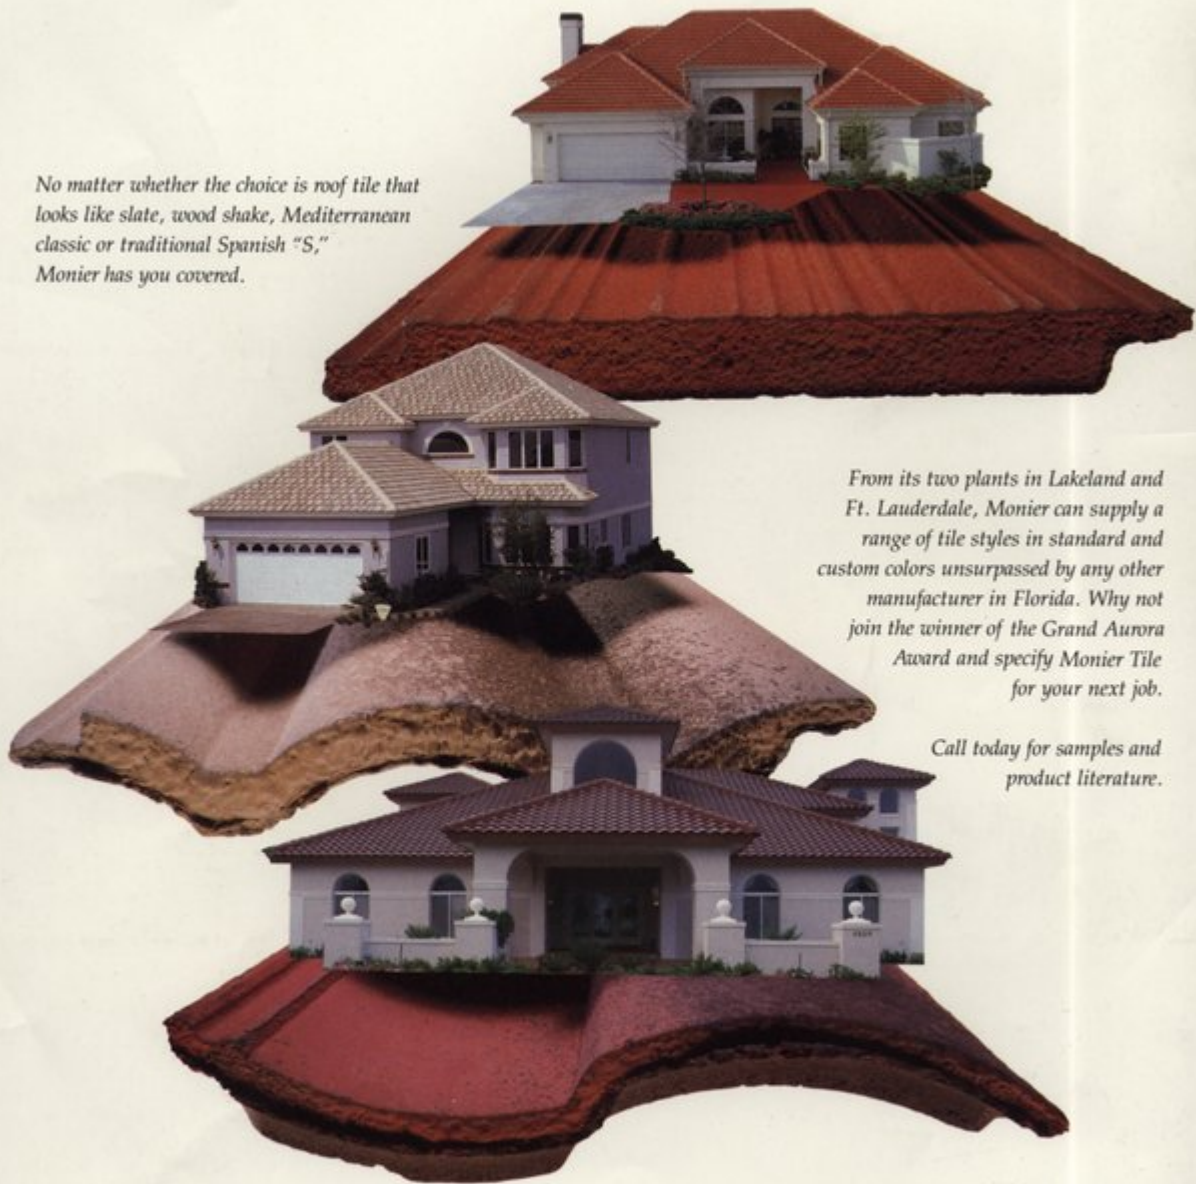 No matter whether the choice is roof tile that
looks like slate, wood shake, Mediterranean
classic or traditional Spanish "S,"
Monier has you covered.
From its two plants in Lakeland and
Ft. Lauderdale, Monier can supply a
range of tile styles in standard and
custom colors unsurpassed by any other
manufacturer in Florida. Why not
join the winner of the Grand Aurora
Award and specify Monier Tile
for your next job.
Call today for samples and
product literature.